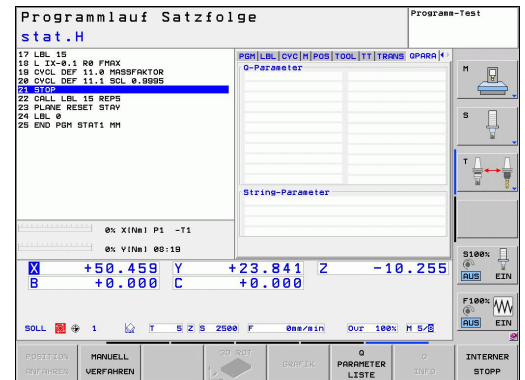 Programmlauf Satzfolge
Programm-Test
stat.H
17 LBL 15
18 L IX-0.1 R0 FMAX
19 CYCL DEF 11.0 MASSFAKTOR
20 CYCL DEF 11.1 SCL 0.9995
21 STOP
22 CALL LBL 15 REP5
23 PLANE RESET STAY
24 LBL 0
25 END PGM STAT1 MM
PGM LBL CYC M POS TOOL TT TRANS QPARA
Q-Parameter
String-Parameter
M
S
T
0% X[Nm] P1 -T1
0% Y[Nm] 08:19
X +50.459 Y +23.841 Z -10.255
B +0.000 C +0.000
SOLL 1 T 5 Z S 2500 F 0mm/min Ovr 100% M 5/8
S100%
AUS EIN
F100%
AUS EIN
POSITION ANFAHREN
MANUELL VERFAHREN
3D ROT
GRAFIK
Q PARAMETER LISTE
Q INFO
INTERNER STOPP